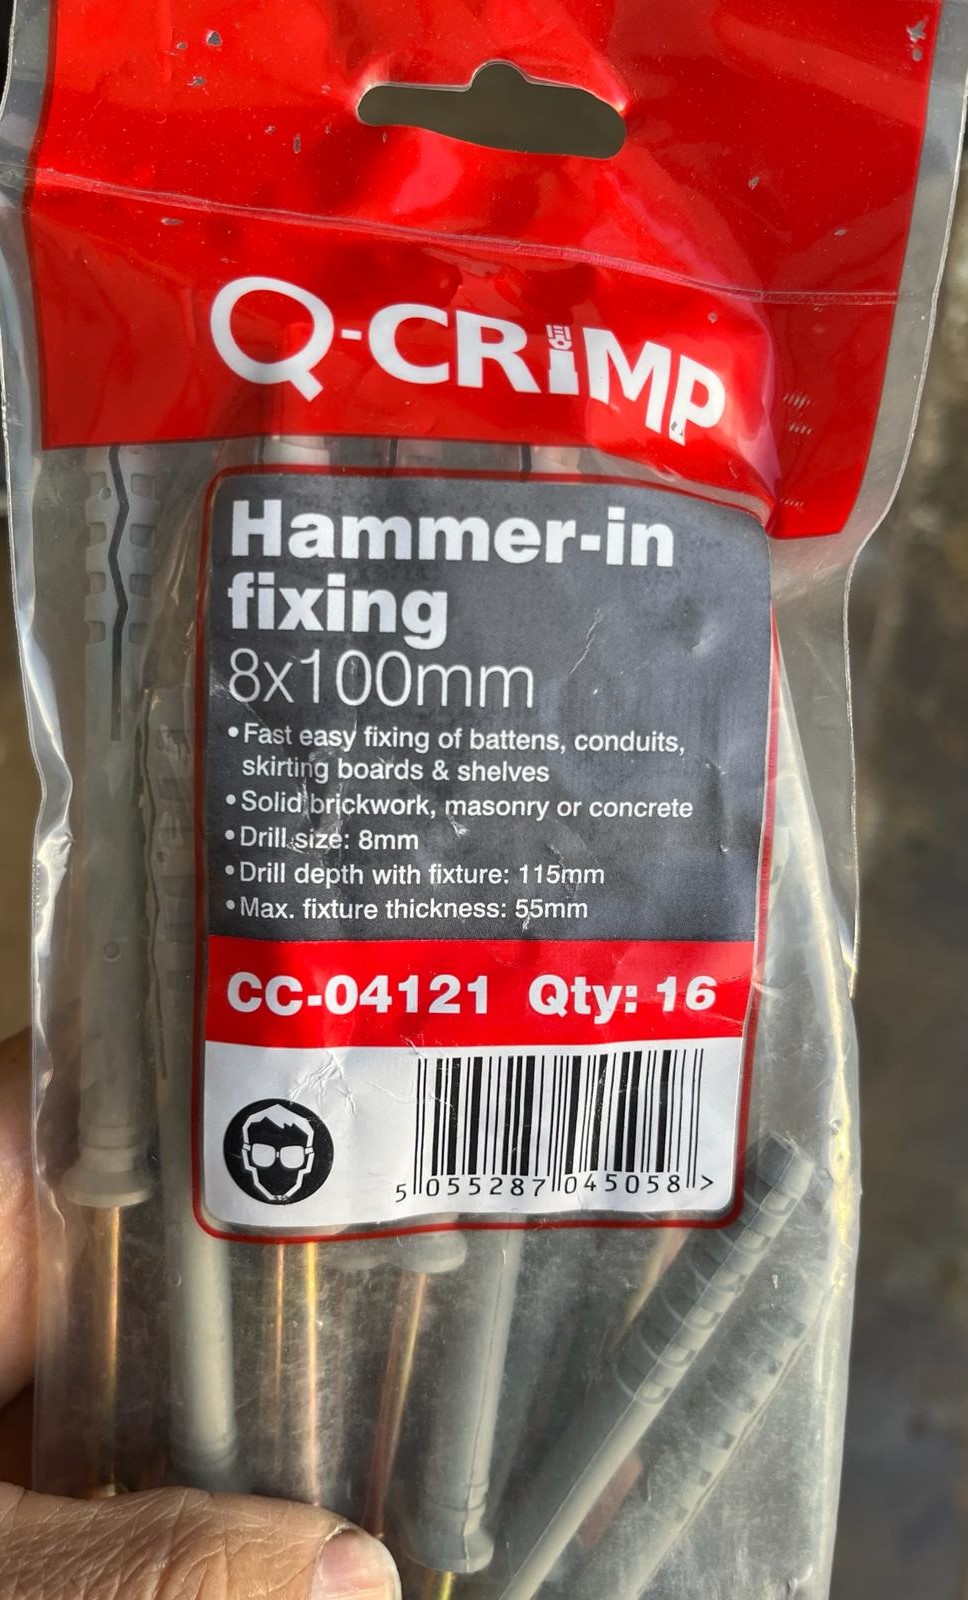 Q-CRiMP
Hammer-in
fixing
8x100mm
• Fast easy fixing of battens, conduits,
skirting boards & shelves
• Solid brickwork, masonry or concrete
• Drill size: 8mm
• Drill depth with fixture: 115mm
• Max. fixture thickness: 55mm
CC-04121 Qty: 16
5 055287 045058 >